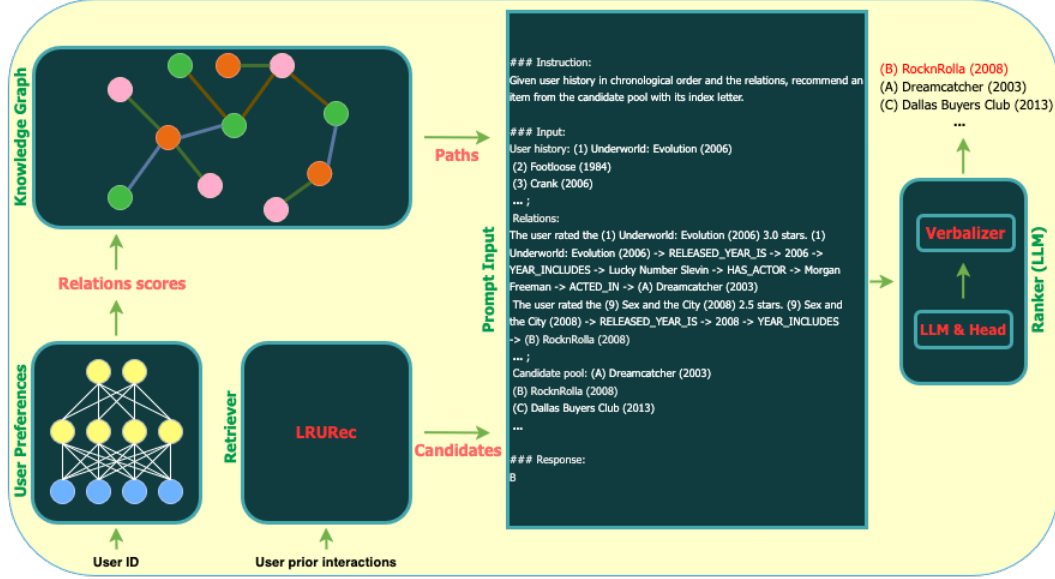 Knowledge Graph
Paths
Relations scores
User Preferences
User ID
Retriever
LRURec
User prior interactions
Candidates
Prompt Input
### Instruction:
Given user history in chronological order and the relations, recommend an
item from the candidate pool with its index letter.
### Input:
User history: (1) Underworld: Evolution (2006)
(2) Footloose (1984)
(3) Crank (2006)
... ;
Relations:
The user rated the (1) Underworld: Evolution (2006) 3.0 stars. (1)
Underworld: Evolution (2006) -> RELEASED_YEAR_IS -> 2006 ->
YEAR_INCLUDES -> Lucky Number Slevin -> HAS_ACTOR -> Morgan
Freeman -> ACTED_IN -> (A) Dreamcatcher (2003)
The user rated the (9) Sex and the City (2008) 2.5 stars. (9) Sex and
the City (2008) -> RELEASED_YEAR_IS -> 2008 -> YEAR_INCLUDES
-> (B) RocknRolla (2008)
... ;
Candidate pool: (A) Dreamcatcher (2003)
(B) RocknRolla (2008)
(C) Dallas Buyers Club (2013)
...
### Response:
B
(B) RocknRolla (2008)
(A) Dreamcatcher (2003)
(C) Dallas Buyers Club (2013)
...
Verbalizer
LLM & Head
Ranker (LLM)